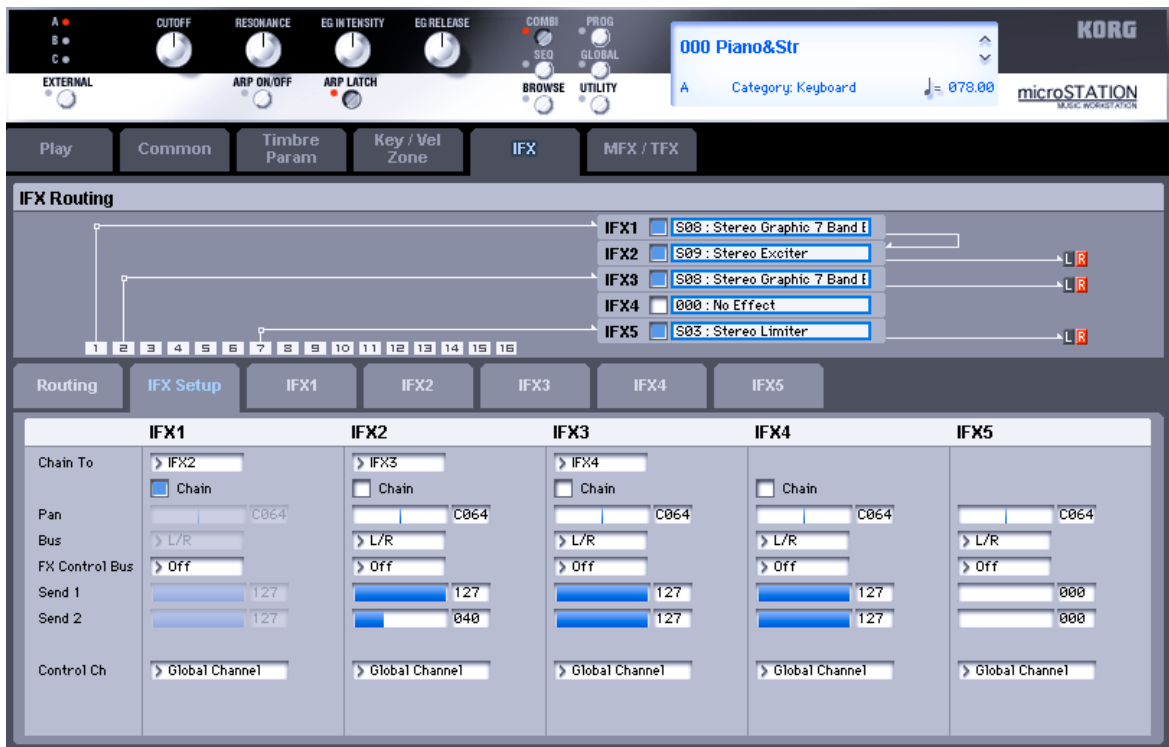 A CUTOFF RESONANCE EG INTENSITY EG RELEASE COMBI PROG KORG
B
C SEQ GLOBAL
000 Piano&Str
EXTERNAL ARP ON/OFF ARP LATCH BROWSE UTILITY
A Category: Keyboard ♩= 078.00
microSTATION
MUSIC WORKSTATION
Play Common Timbre Param Key / Vel Zone IFX MFX / TFX
IFX Routing
IFX1 S08 : Stereo Graphic 7 Band E
IFX2 S09 : Stereo Exciter L R
IFX3 S08 : Stereo Graphic 7 Band E L R
IFX4 000 : No Effect
IFX5 S03 : Stereo Limiter L R
1 2 3 4 5 6 7 8 9 10 11 12 13 14 15 16
Routing IFX Setup IFX1 IFX2 IFX3 IFX4 IFX5
IFX1 IFX2 IFX3 IFX4 IFX5
Chain To IFX2 IFX3 IFX4
Chain Chain Chain Chain
Pan C064 C064 C064 C064 C064
Bus L/R L/R L/R L/R L/R
FX Control Bus Off Off Off Off Off
Send 1 127 127 127 127 000
Send 2 127 040 127 127 000
Control Ch Global Channel Global Channel Global Channel Global Channel Global Channel